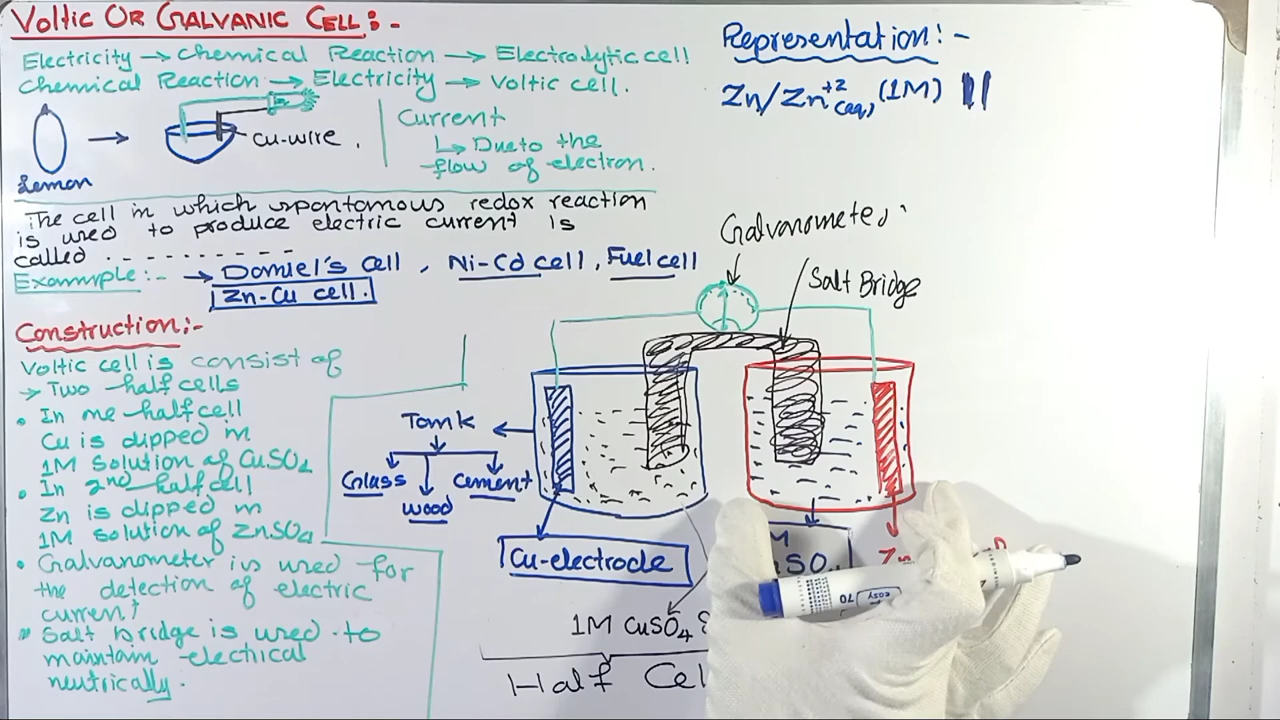 Voltic OR GALVANIC CELL:-
Electricity → Chemical Reaction → Electrolytic cell
Chemical Reaction → Electricity → Voltic cell.
Lemon
Cu-wire.
Current
↳ Due to the
flow of electron.
The cell in which spontamous redox reaction
is used to produce electric current is
called . - - - - - - - - -
Example:- → Daniel's Cell, Ni-Cd cell, Fuel cell
Zn-Cu cell.
Construction:-
Voltic cell is consist of
→ Two half cells
• In one half cell
Cu is dipped in
1M solution of CuSO4
• In 2nd half cell
Zn is dipped in
1M solution of ZnSO4
• Galvanometer is used for
the detection of electric
current
• Salt bridge is used to
maintain electrical
neutrically.
Representation:-
Zn/Zn+2(aq)(1M) ||
Galvanometer
Salt Bridge
Tank
Glass
wood
Cement
Cu-electrode
1M CuSO4
Half
70
easy